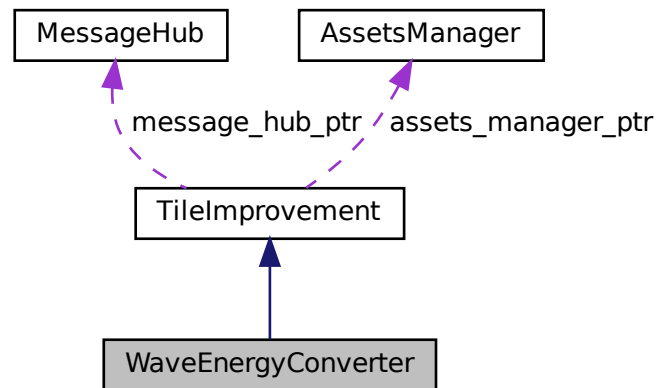 MessageHub
AssetsManager
message_hub_ptr
assets_manager_ptr
TileImprovement
WaveEnergyConverter